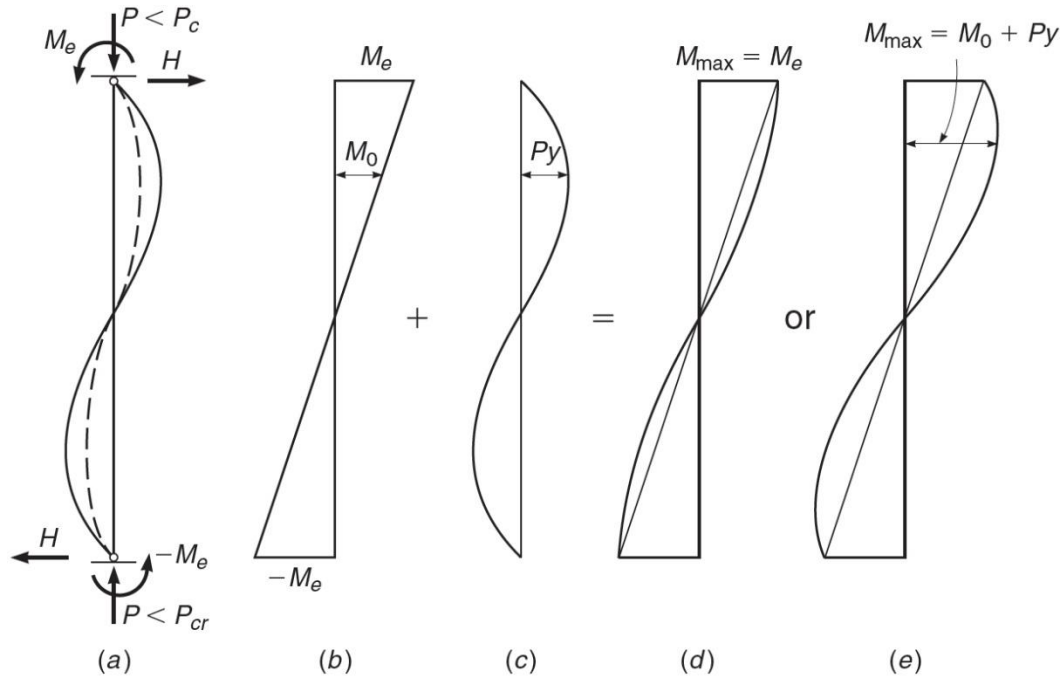 P < P_c
M_e
H
M_e
M_0
Py
M_max = M_e
M_max = M_0 + Py
+
=
or
H
−M_e
P < P_cr
−M_e
(a)
(b)
(c)
(d)
(e)